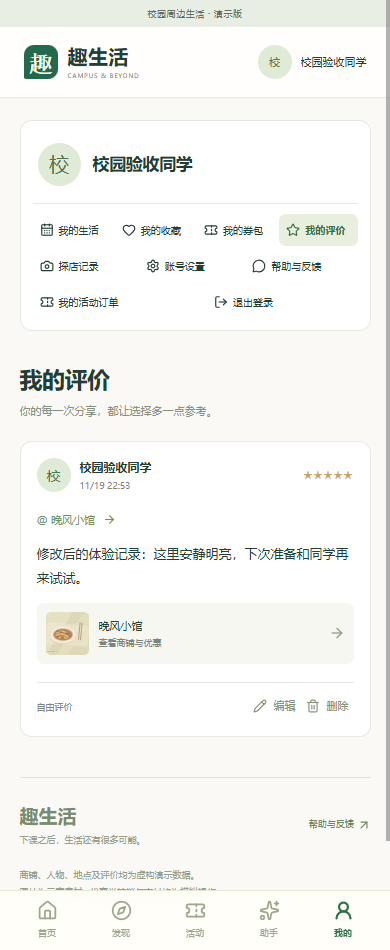 校园周边生活 · 演示版
趣 趣生活
CAMPUS & BEYOND
校 校园验收同学
校 校园验收同学
我的生活 我的收藏 我的券包 我的评价
探店记录 账号设置 帮助与反馈
我的活动订单 退出登录
我的评价
你的每一次分享，都让选择多一点参考。
校 校园验收同学 ★★★★★
11/19 22:53
@ 晚风小馆 →
修改后的体验记录：这里安静明亮，下次准备和同学再
来试试。
晚风小馆
查看商铺与优惠 →
自由评价 编辑 删除
趣生活
帮助与反馈
下课之后，生活还有很多可能。
商铺、人物、地点及评价均为虚构演示数据。
首页 发现 活动 助手 我的